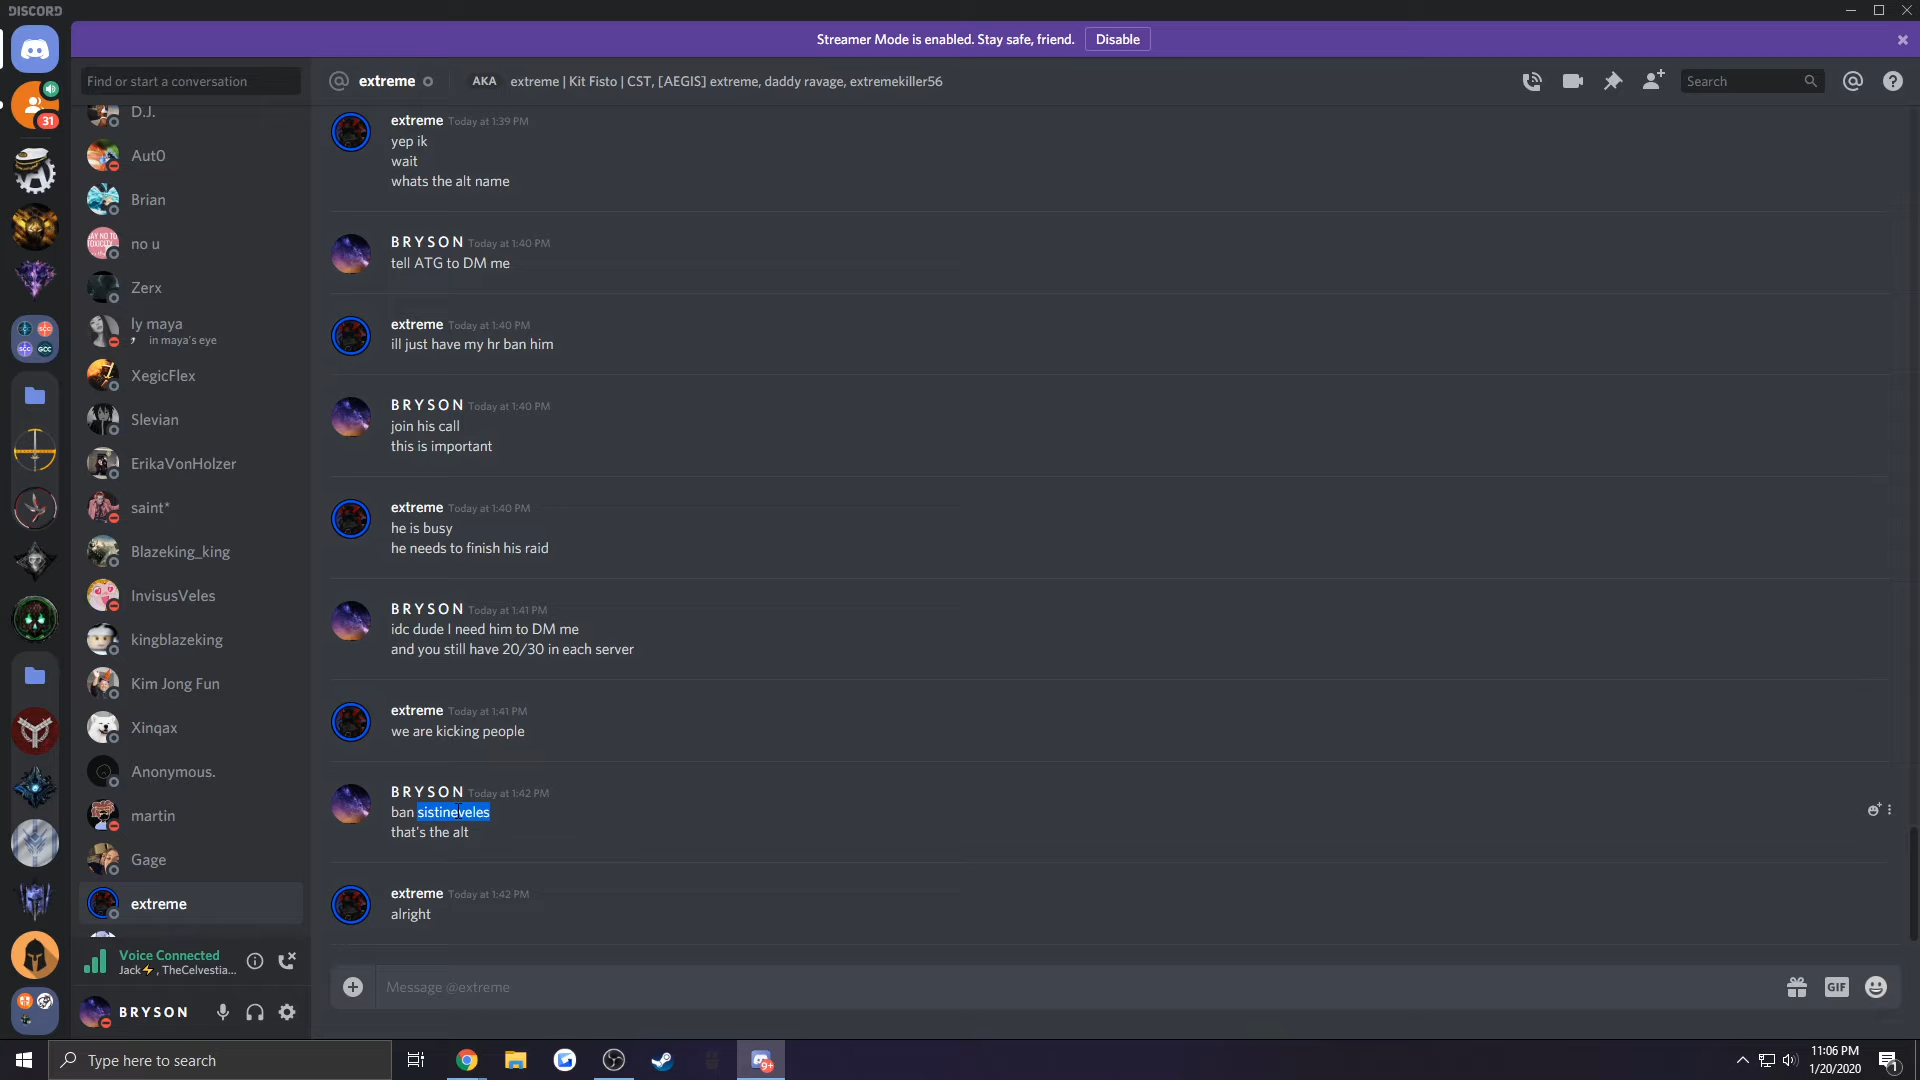 DISCORD
Streamer Mode is enabled. Stay safe, friend.
Disable
Find or start a conversation
extreme
AKA
extreme | Kit Fisto | CST, [AEGIS] extreme, daddy ravage, extremekiller56
Search
31
D.J.
Aut0
Brian
no u
Zerx
ly maya
in maya's eye
XegicFlex
Slevian
ErikaVonHolzer
saint*
Blazeking_king
InvisusVeles
kingblazeking
Kim Jong Fun
Xinqax
Anonymous.
martin
Gage
extreme
Voice Connected
Jack⚡, TheCelvestia...
BRYSON
extreme Today at 1:39 PM
yep ik
wait
whats the alt name
BRYSON Today at 1:40 PM
tell ATG to DM me
extreme Today at 1:40 PM
ill just have my hr ban him
BRYSON Today at 1:40 PM
join his call
this is important
extreme Today at 1:40 PM
he is busy
he needs to finish his raid
BRYSON Today at 1:41 PM
idc dude I need him to DM me
and you still have 20/30 in each server
extreme Today at 1:41 PM
we are kicking people
BRYSON Today at 1:42 PM
ban sistineveles
that's the alt
extreme Today at 1:42 PM
alright
Message @extreme
GIF
Type here to search
9+
11:06 PM
1/20/2020
1